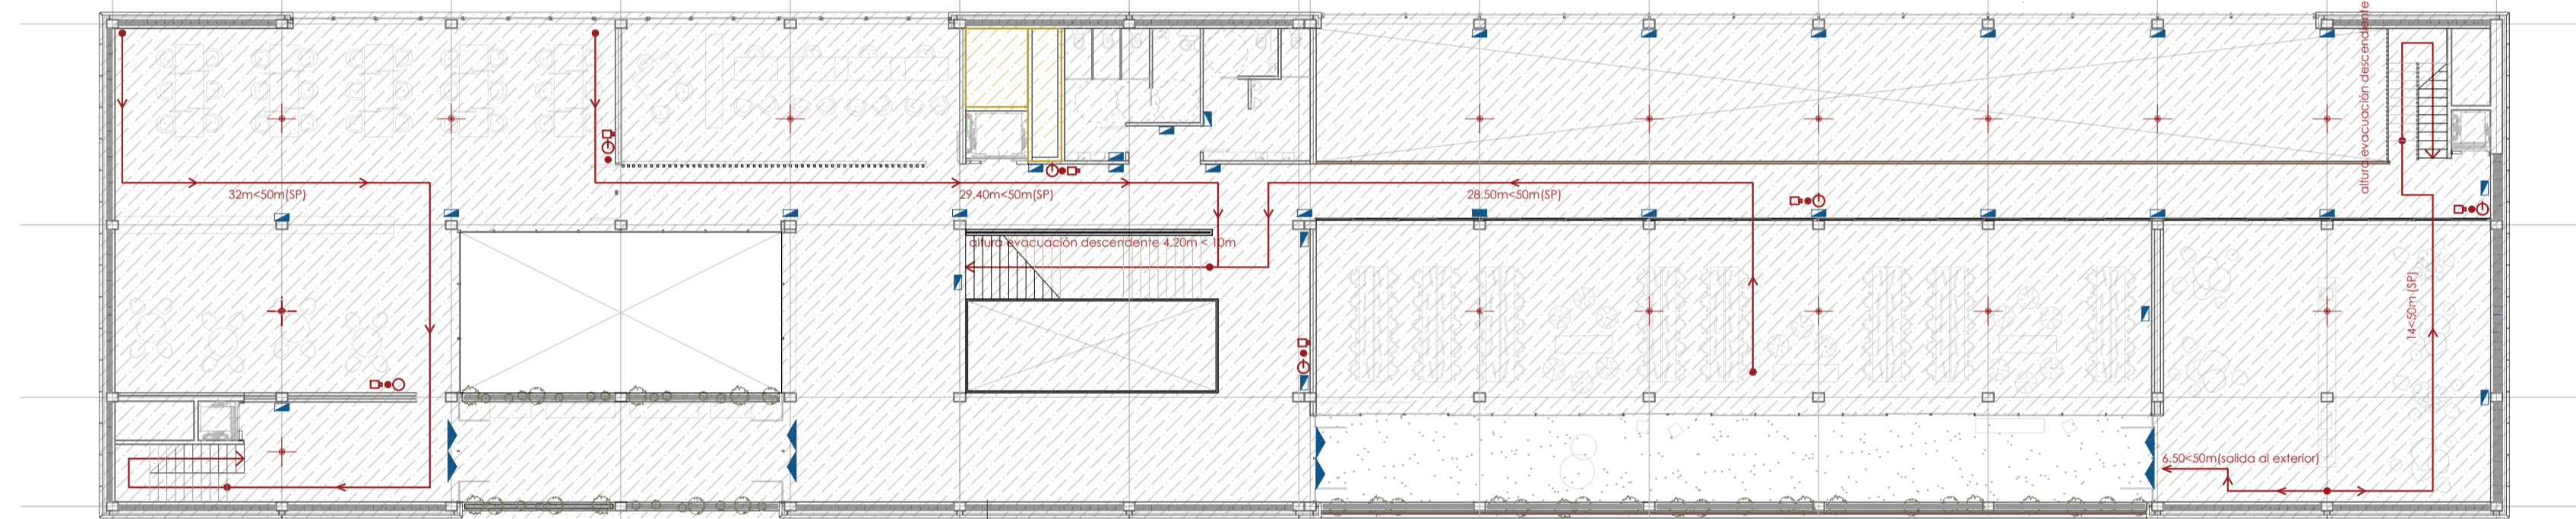 altura evacuación descendente
32m<50m(SP)
29.40m<50m(SP)
28.50m<50m(SP)
altura evacuación descendente 4.20m < 10m
14<50m (SP)
6.50<50m(salida al exterior)